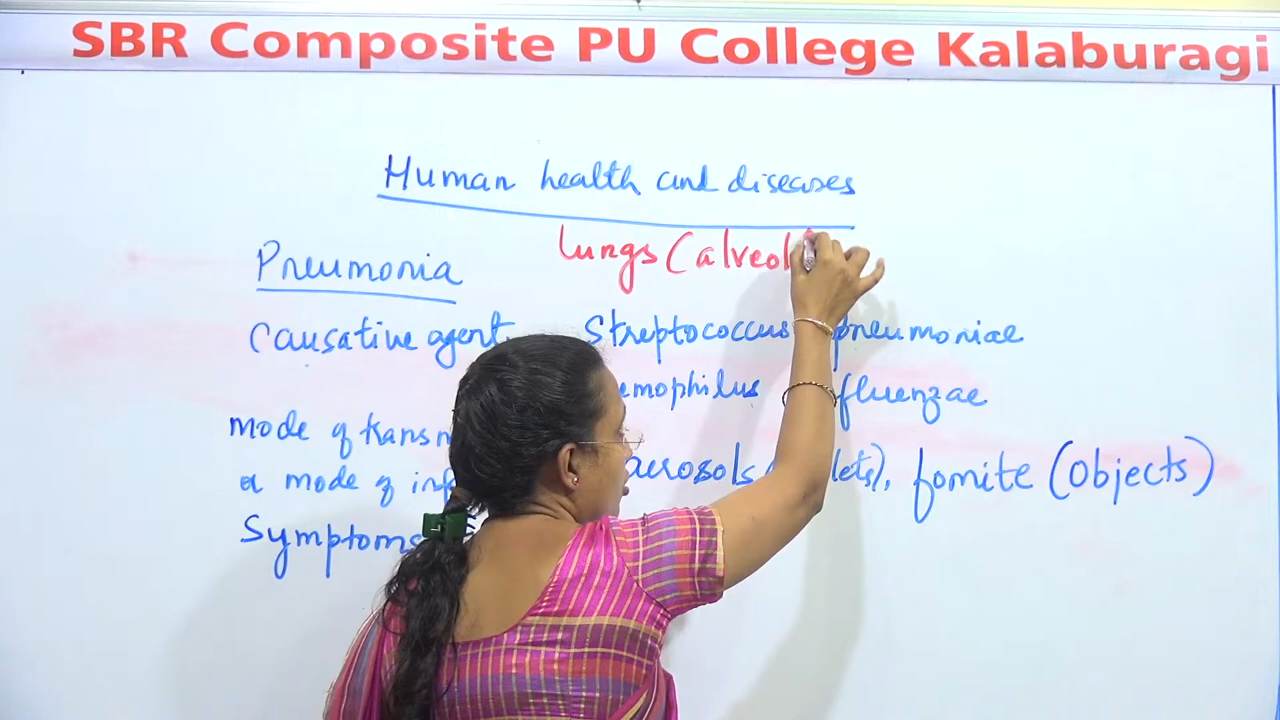 SBR Composite PU College Kalaburagi
Human health and diseases
Pneumonia lungs (alveol
Causative agent Streptococcus pneumoniae
emophilus fluenzae
mode of transm
or mode of inf aerosols lets), fomite (objects)
Symptoms